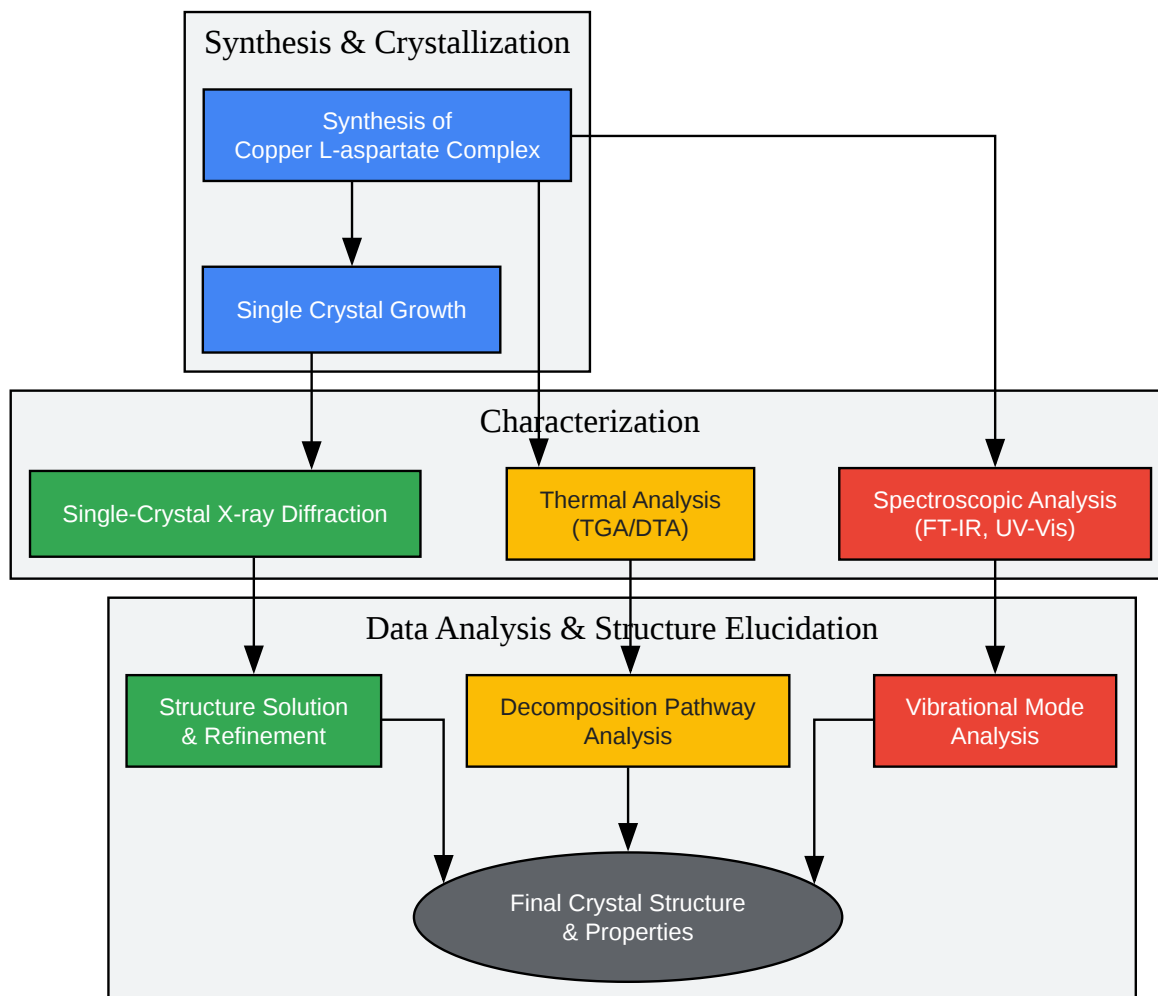 Synthesis & Crystallization
Synthesis of
Copper L-aspartate Complex
Single Crystal Growth
Characterization
Single-Crystal X-ray Diffraction
Thermal Analysis
(TGA/DTA)
Spectroscopic Analysis
(FT-IR, UV-Vis)
Data Analysis & Structure Elucidation
Structure Solution
& Refinement
Decomposition Pathway
Analysis
Vibrational Mode
Analysis
Final Crystal Structure
& Properties